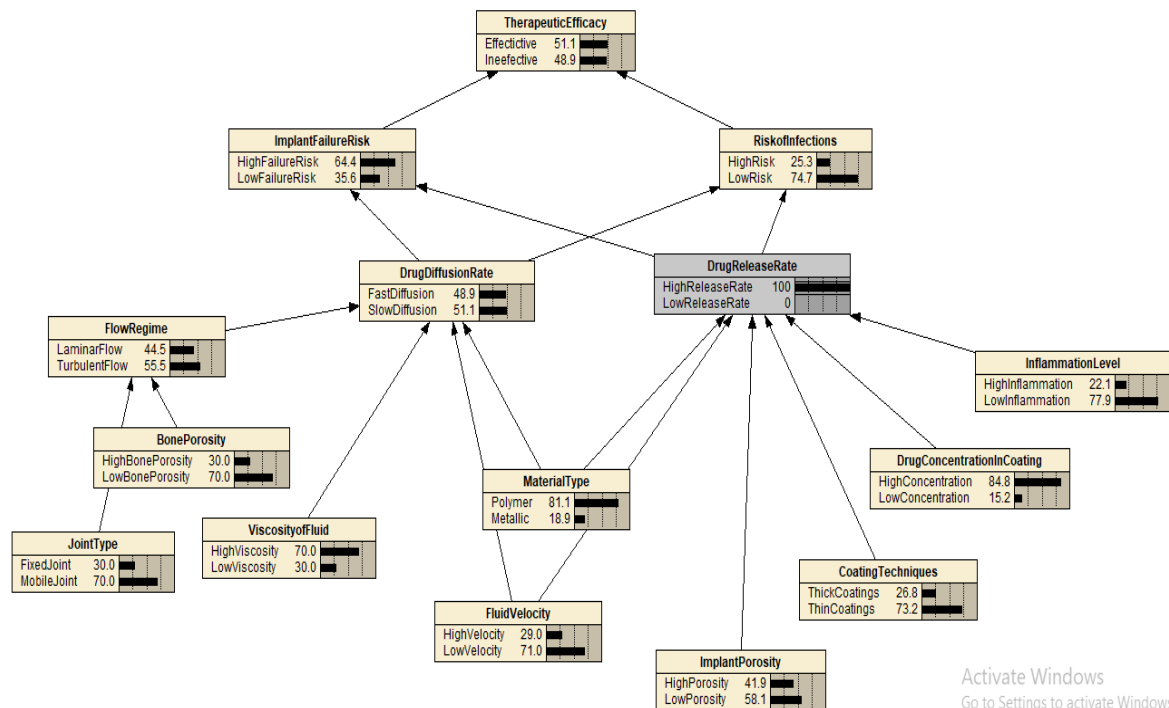 TherapeuticEfficacy
Effectictive 51.1
Ineefective 48.9
ImplantFailureRisk
HighFailureRisk 64.4
LowFailureRisk 35.6
RiskofInfections
HighRisk 25.3
LowRisk 74.7
DrugDiffusionRate
FastDiffusion 48.9
SlowDiffusion 51.1
DrugReleaseRate
HighReleaseRate 100
LowReleaseRate 0
FlowRegime
LaminarFlow 44.5
TurbulentFlow 55.5
InflammationLevel
HighInflammation 22.1
LowInflammation 77.9
BonePorosity
HighBonePorosity 30.0
LowBonePorosity 70.0
DrugConcentrationInCoating
HighConcentration 84.8
LowConcentration 15.2
MaterialType
Polymer 81.1
Metallic 18.9
ViscosityofFluid
HighViscosity 70.0
LowViscosity 30.0
JointType
FixedJoint 30.0
MobileJoint 70.0
CoatingTechniques
ThickCoatings 26.8
ThinCoatings 73.2
FluidVelocity
HighVelocity 29.0
LowVelocity 71.0
ImplantPorosity
HighPorosity 41.9
LowPorosity 58.1
Activate Windows
Go to Settings to activate Windows